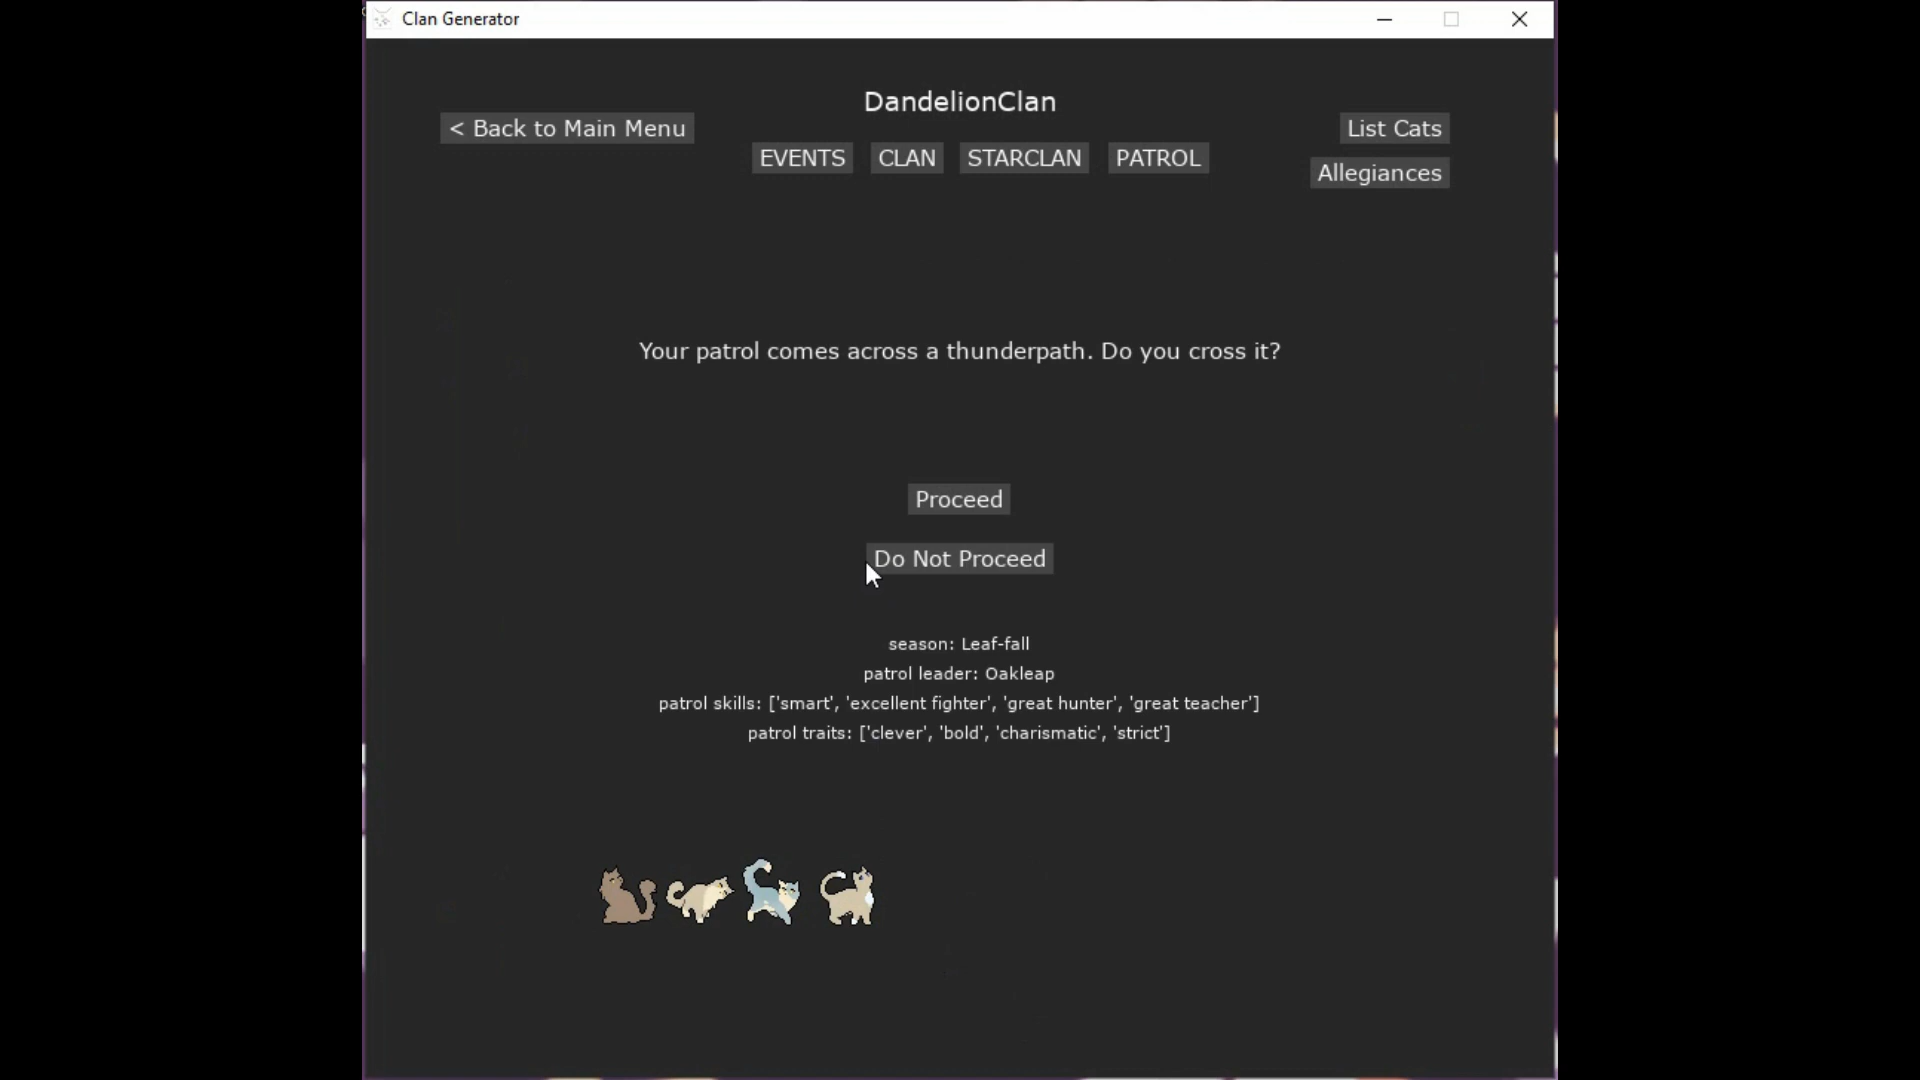 Clan Generator
DandelionClan
< Back to Main Menu
List Cats
EVENTS CLAN STARCLAN PATROL
Allegiances
Your patrol comes across a thunderpath. Do you cross it?
Proceed
Do Not Proceed
season: Leaf-fall
patrol leader: Oakleap
patrol skills: ['smart', 'excellent fighter', 'great hunter', 'great teacher']
patrol traits: ['clever', 'bold', 'charismatic', 'strict']